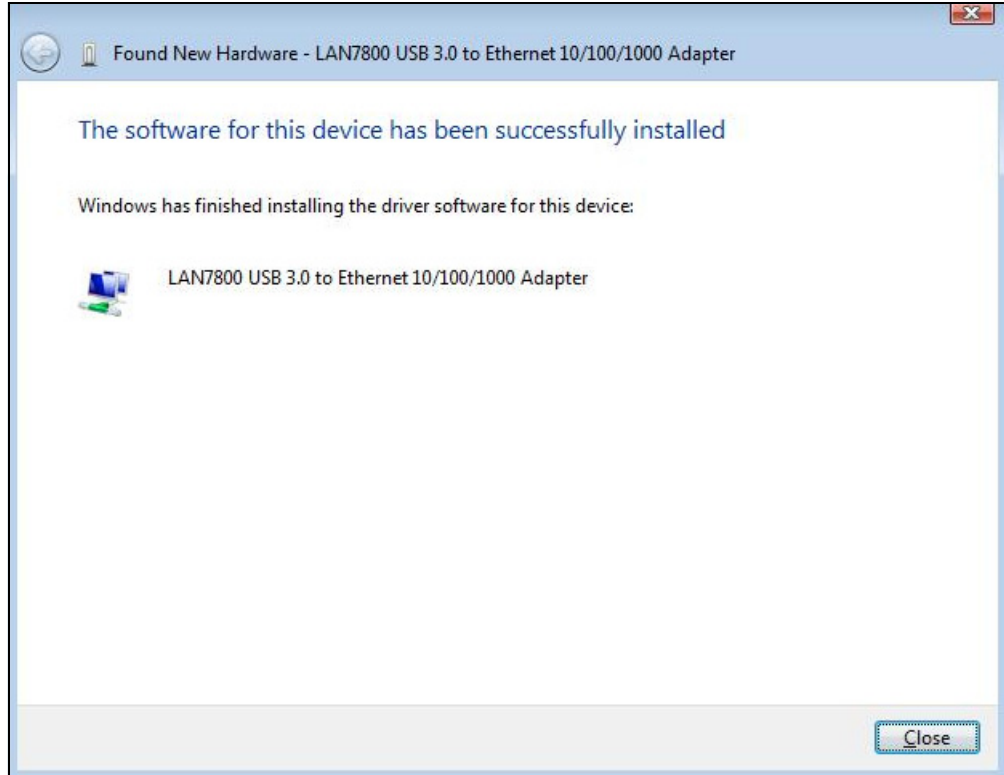 Found New Hardware - LAN7800 USB 3.0 to Ethernet 10/100/1000 Adapter
The software for this device has been successfully installed
Windows has finished installing the driver software for this device:
LAN7800 USB 3.0 to Ethernet 10/100/1000 Adapter
Close